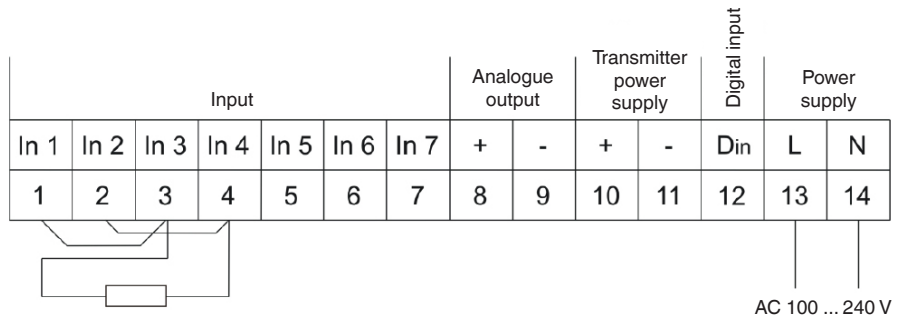 Input
Analogue
output
Transmitter
power
supply
Digital input
Power
supply
In 1 In 2 In 3 In 4 In 5 In 6 In 7 + - + - Din L N
1 2 3 4 5 6 7 8 9 10 11 12 13 14
AC 100 ... 240 V